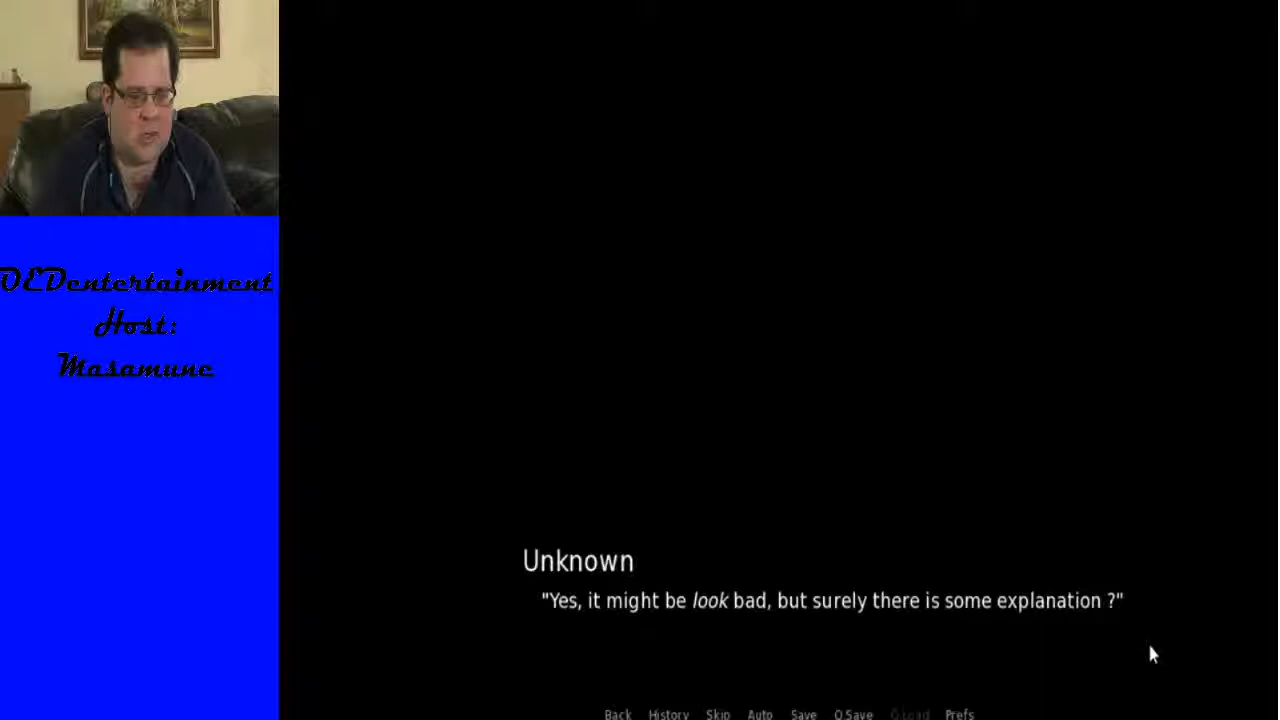 OEDentertainment
Host:
Masamune
Unknown
"Yes, it might be look bad, but surely there is some explanation ?"
Back History Skip Auto Save Q.Save Q.Load Prefs